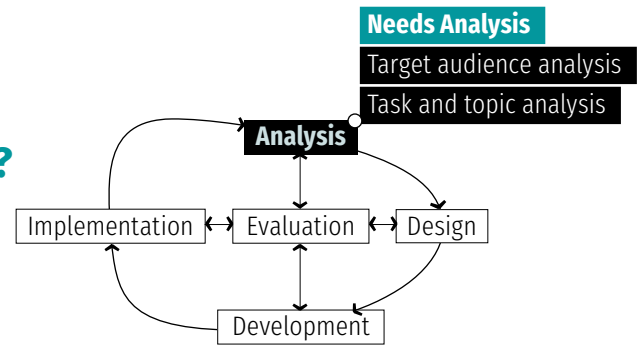 Needs Analysis
Target audience analysis
Task and topic analysis
Analysis
?
Implementation
Evaluation
Design
Development